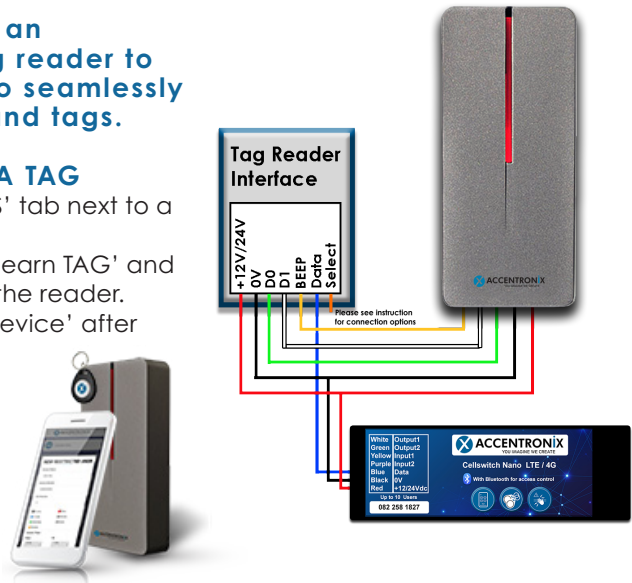 an
g reader to
o seamlessly
and tags.
A TAG
S' tab next to a
earn TAG' and
the reader.
evice' after
Tag Reader
Interface
+12V/24V
0V
D0
D1
BEEP
Data
Select
Please see instruction
for connection options
ACCENTRONIX
White Output1
Green Output2
Yellow Input1
Purple Input2
Blue Data
Black 0V
Red +12/24Vdc
Up to 10 Users
082 258 1827
ACCENTRONIX
YOU IMAGINE WE CREATE
Cellswitch Nano LTE / 4G
With Bluetooth for access control